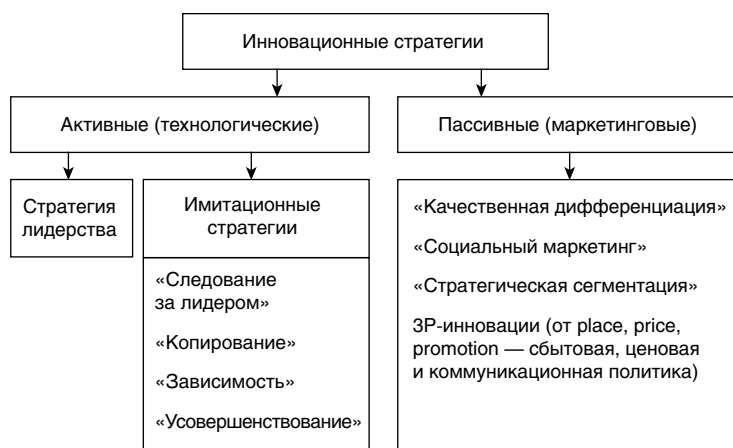 Инновационные стратегии
Активные (технологические)
Пассивные (маркетинговые)
Стратегия
лидерства
Имитационные
стратегии
«Следование
за лидером»
«Копирование»
«Зависимость»
«Усовершенствование»
«Качественная дифференциация»
«Социальный маркетинг»
«Стратегическая сегментация»
3P-инновации (от place, price,
promotion — сбытовая, ценовая
и коммуникационная политика)